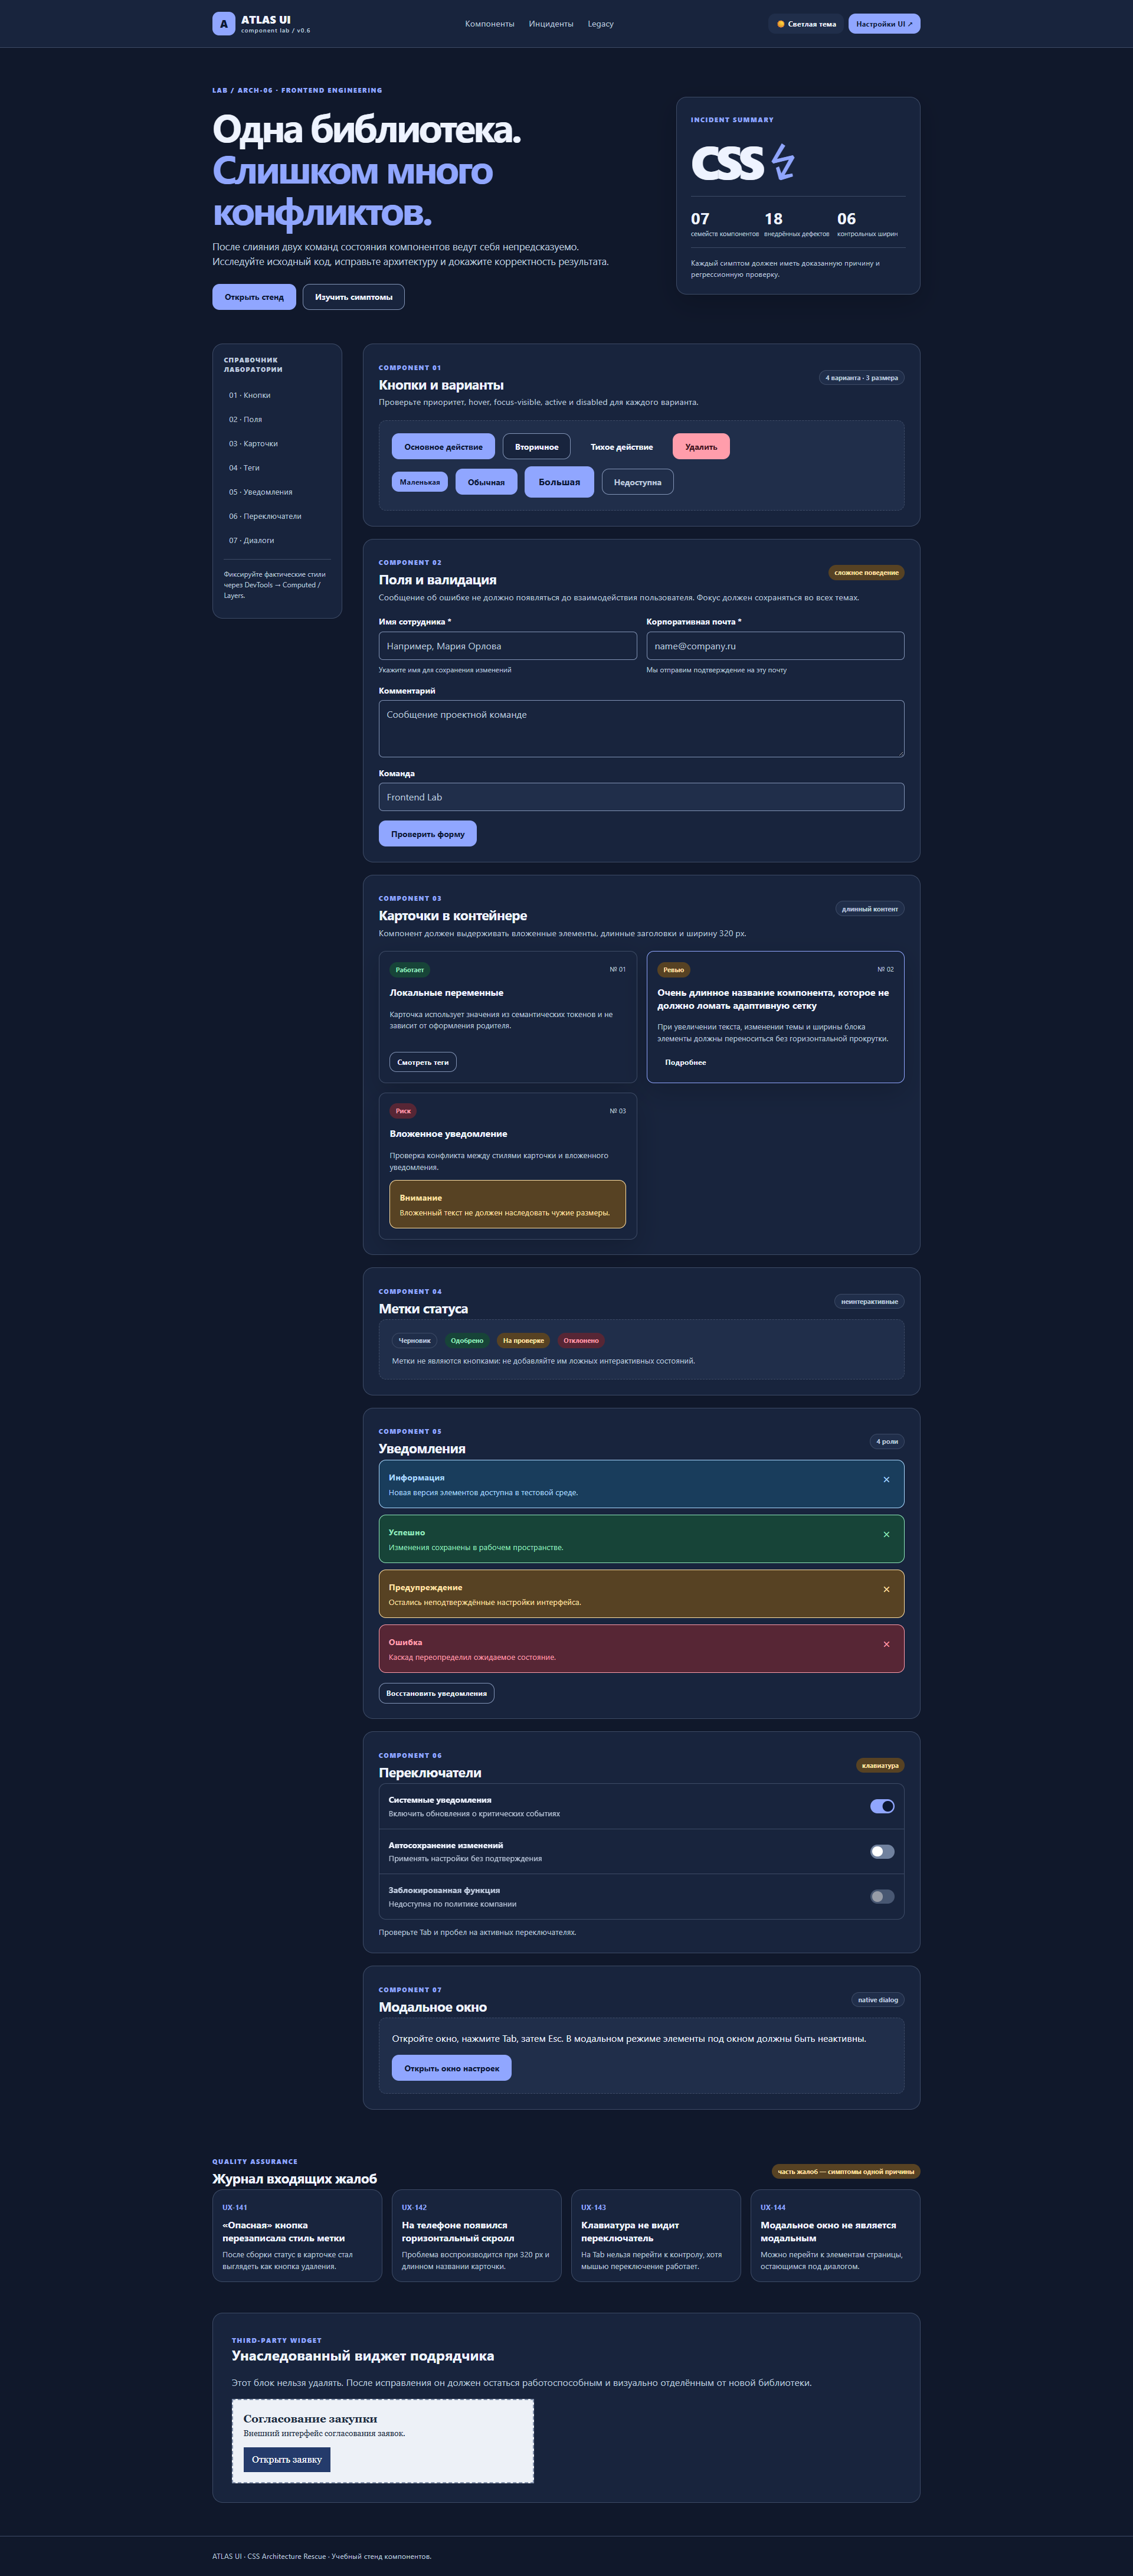 A
ATLAS UI
component lab / v0.6
Компоненты
Инциденты
Legacy
Светлая тема
Настройки UI ↗
LAB / ARCH-06 · FRONTEND ENGINEERING
Одна библиотека.
Слишком много
конфликтов.
После слияния двух команд состояния компонентов ведут себя непредсказуемо.
Исследуйте исходный код, исправьте архитектуру и докажите корректность результата.
Открыть стенд
Изучить симптомы
INCIDENT SUMMARY
CSS↯
07
семейств компонентов
18
внедрённых дефектов
06
контрольных ширин
Каждый симптом должен иметь доказанную причину и
регрессионную проверку.
СПРАВОЧНИК
ЛАБОРАТОРИИ
01 · Кнопки
02 · Поля
03 · Карточки
04 · Теги
05 · Уведомления
06 · Переключатели
07 · Диалоги
Фиксируйте фактические стили
через DevTools → Computed /
Layers.
COMPONENT 01
Кнопки и варианты
Проверьте приоритет, hover, focus-visible, active и disabled для каждого варианта.
4 варианта · 3 размера
Основное действие
Вторичное
Тихое действие
Удалить
Маленькая
Обычная
Большая
Недоступна
COMPONENT 02
Поля и валидация
Сообщение об ошибке не должно появляться до взаимодействия пользователя. Фокус должен сохраняться во всех темах.
сложное поведение
Имя сотрудника *
Например, Мария Орлова
Укажите имя для сохранения изменений
Корпоративная почта *
name@company.ru
Мы отправим подтверждение на эту почту
Комментарий
Сообщение проектной команде
Команда
Frontend Lab
Проверить форму
COMPONENT 03
Карточки в контейнере
Компонент должен выдерживать вложенные элементы, длинные заголовки и ширину 320 px.
длинный контент
Работает
№ 01
Локальные переменные
Карточка использует значения из семантических токенов и не
зависит от оформления родителя.
Смотреть теги
Ревью
№ 02
Очень длинное название компонента, которое не
должно ломать адаптивную сетку
При увеличении текста, изменении темы и ширины блока
элементы должны переноситься без горизонтальной прокрутки.
Подробнее
Риск
№ 03
Вложенное уведомление
Проверка конфликта между стилями карточки и вложенного
уведомления.
Внимание
Вложенный текст не должен наследовать чужие размеры.
COMPONENT 04
Метки статуса
неинтерактивные
Черновик
Одобрено
На проверке
Отклонено
Метки не являются кнопками: не добавляйте им ложных интерактивных состояний.
COMPONENT 05
Уведомления
4 роли
Информация
Новая версия элементов доступна в тестовой среде.
×
Успешно
Изменения сохранены в рабочем пространстве.
×
Предупреждение
Остались неподтверждённые настройки интерфейса.
×
Ошибка
Каскад переопределил ожидаемое состояние.
×
Восстановить уведомления
COMPONENT 06
Переключатели
клавиатура
Системные уведомления
Включить обновления о критических событиях
Автосохранение изменений
Применять настройки без подтверждения
Заблокированная функция
Недоступна по политике компании
Проверьте Tab и пробел на активных переключателях.
COMPONENT 07
Модальное окно
native dialog
Откройте окно, нажмите Tab, затем Esc. В модальном режиме элементы под окном должны быть неактивны.
Открыть окно настроек
QUALITY ASSURANCE
Журнал входящих жалоб
часть жалоб — симптомы одной причины
UX-141
«Опасная» кнопка
перезаписала стиль метки
После сборки статус в карточке стал
выглядеть как кнопка удаления.
UX-142
На телефоне появился
горизонтальный скролл
Проблема воспроизводится при 320 px и
длинном названии карточки.
UX-143
Клавиатура не видит
переключатель
На Tab нельзя перейти к контролу, хотя
мышью переключение работает.
UX-144
Модальное окно не является
модальным
Можно перейти к элементам страницы,
остающимся под диалогом.
THIRD-PARTY WIDGET
Унаследованный виджет подрядчика
Этот блок нельзя удалять. После исправления он должен остаться работоспособным и визуально отделённым от новой библиотеки.
Согласование закупки
Внешний интерфейс согласования заявок.
Открыть заявку
ATLAS UI · CSS Architecture Rescue · Учебный стенд компонентов.